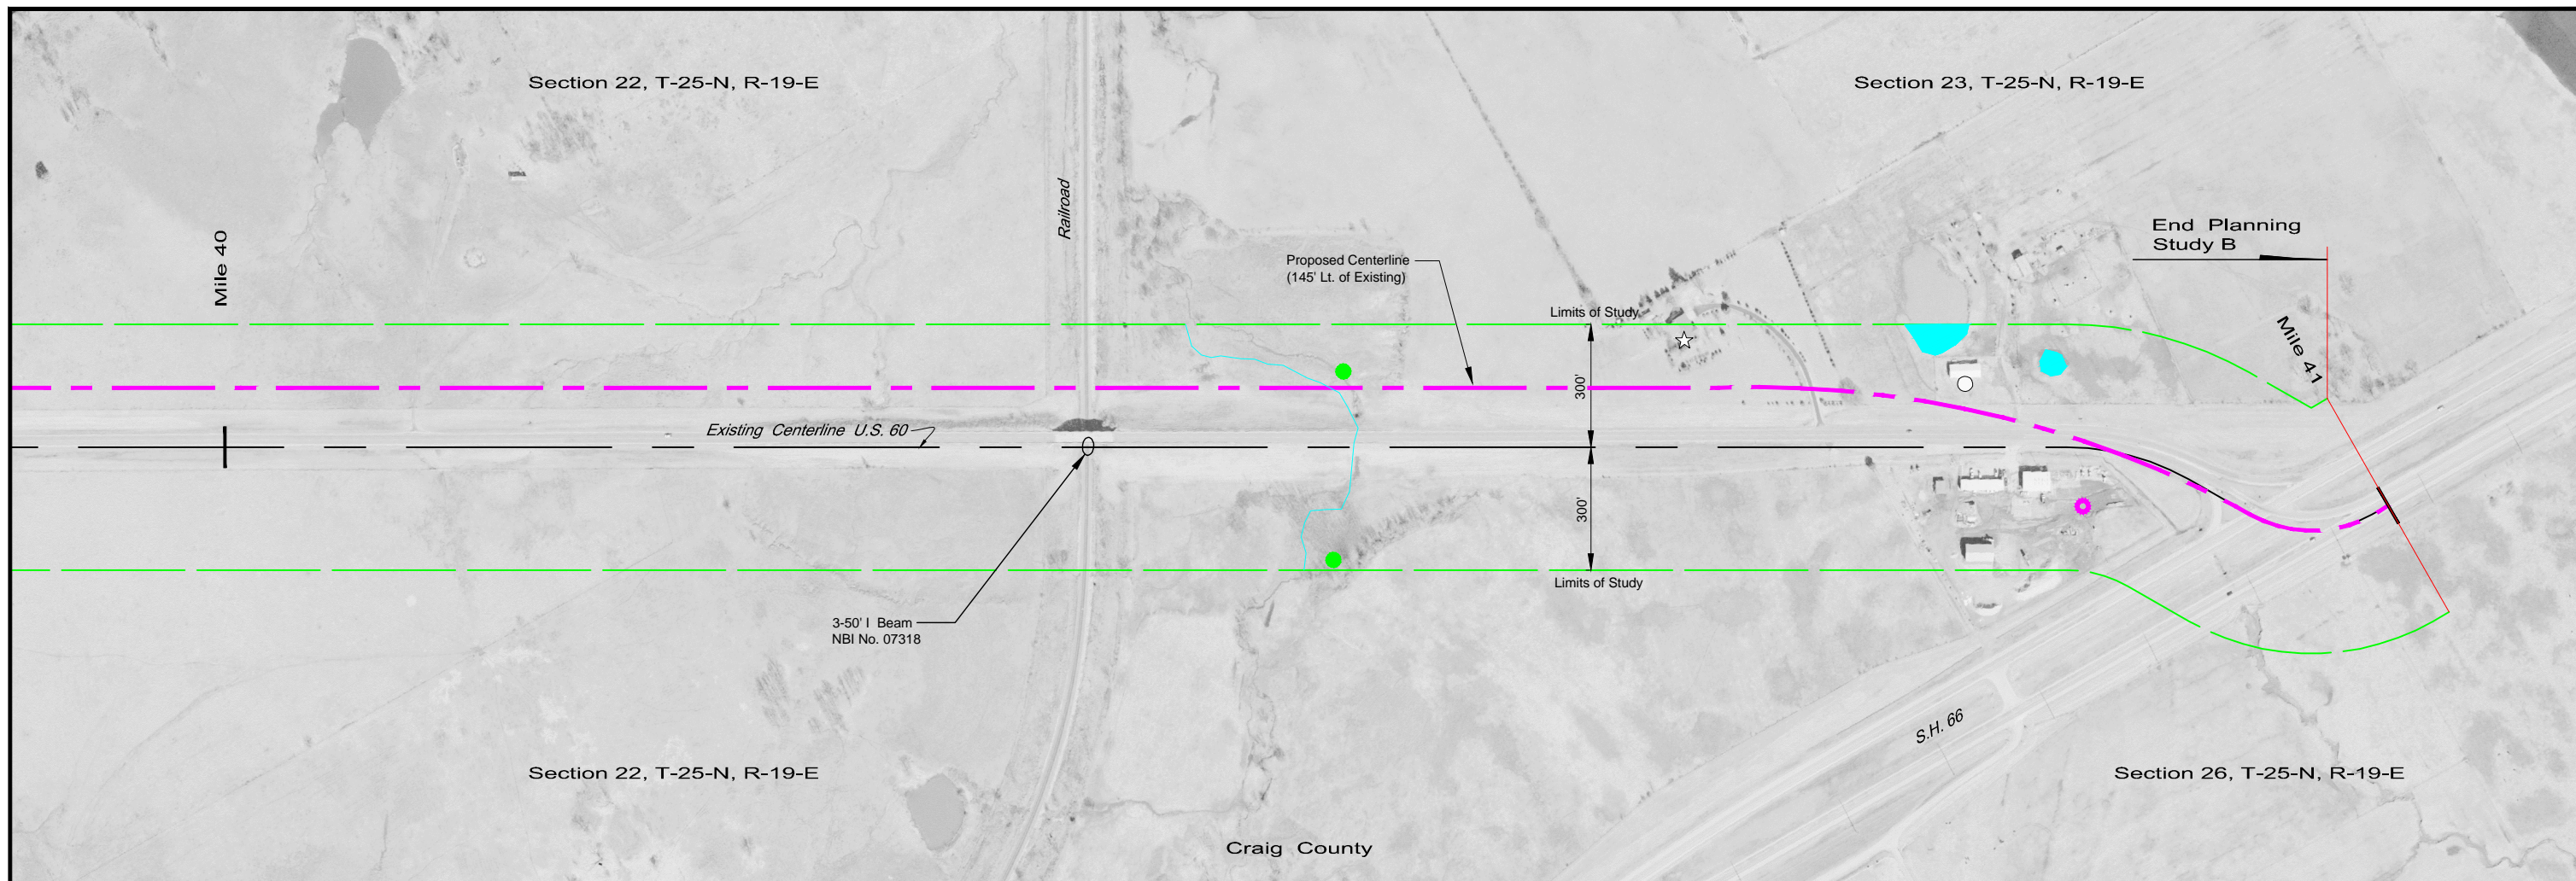 Section 22, T-25-N, R-19-E
Section 23, T-25-N, R-19-E
Mile 40
Railroad
End Planning
Study B
Proposed Centerline
(145' Lt. of Existing)
Limits of Study
Mile 41
300'
Existing Centerline U.S. 60
300'
Limits of Study
3-50' I Beam
NBI No. 07318
S.H. 66
Section 22, T-25-N, R-19-E
Section 26, T-25-N, R-19-E
Craig County